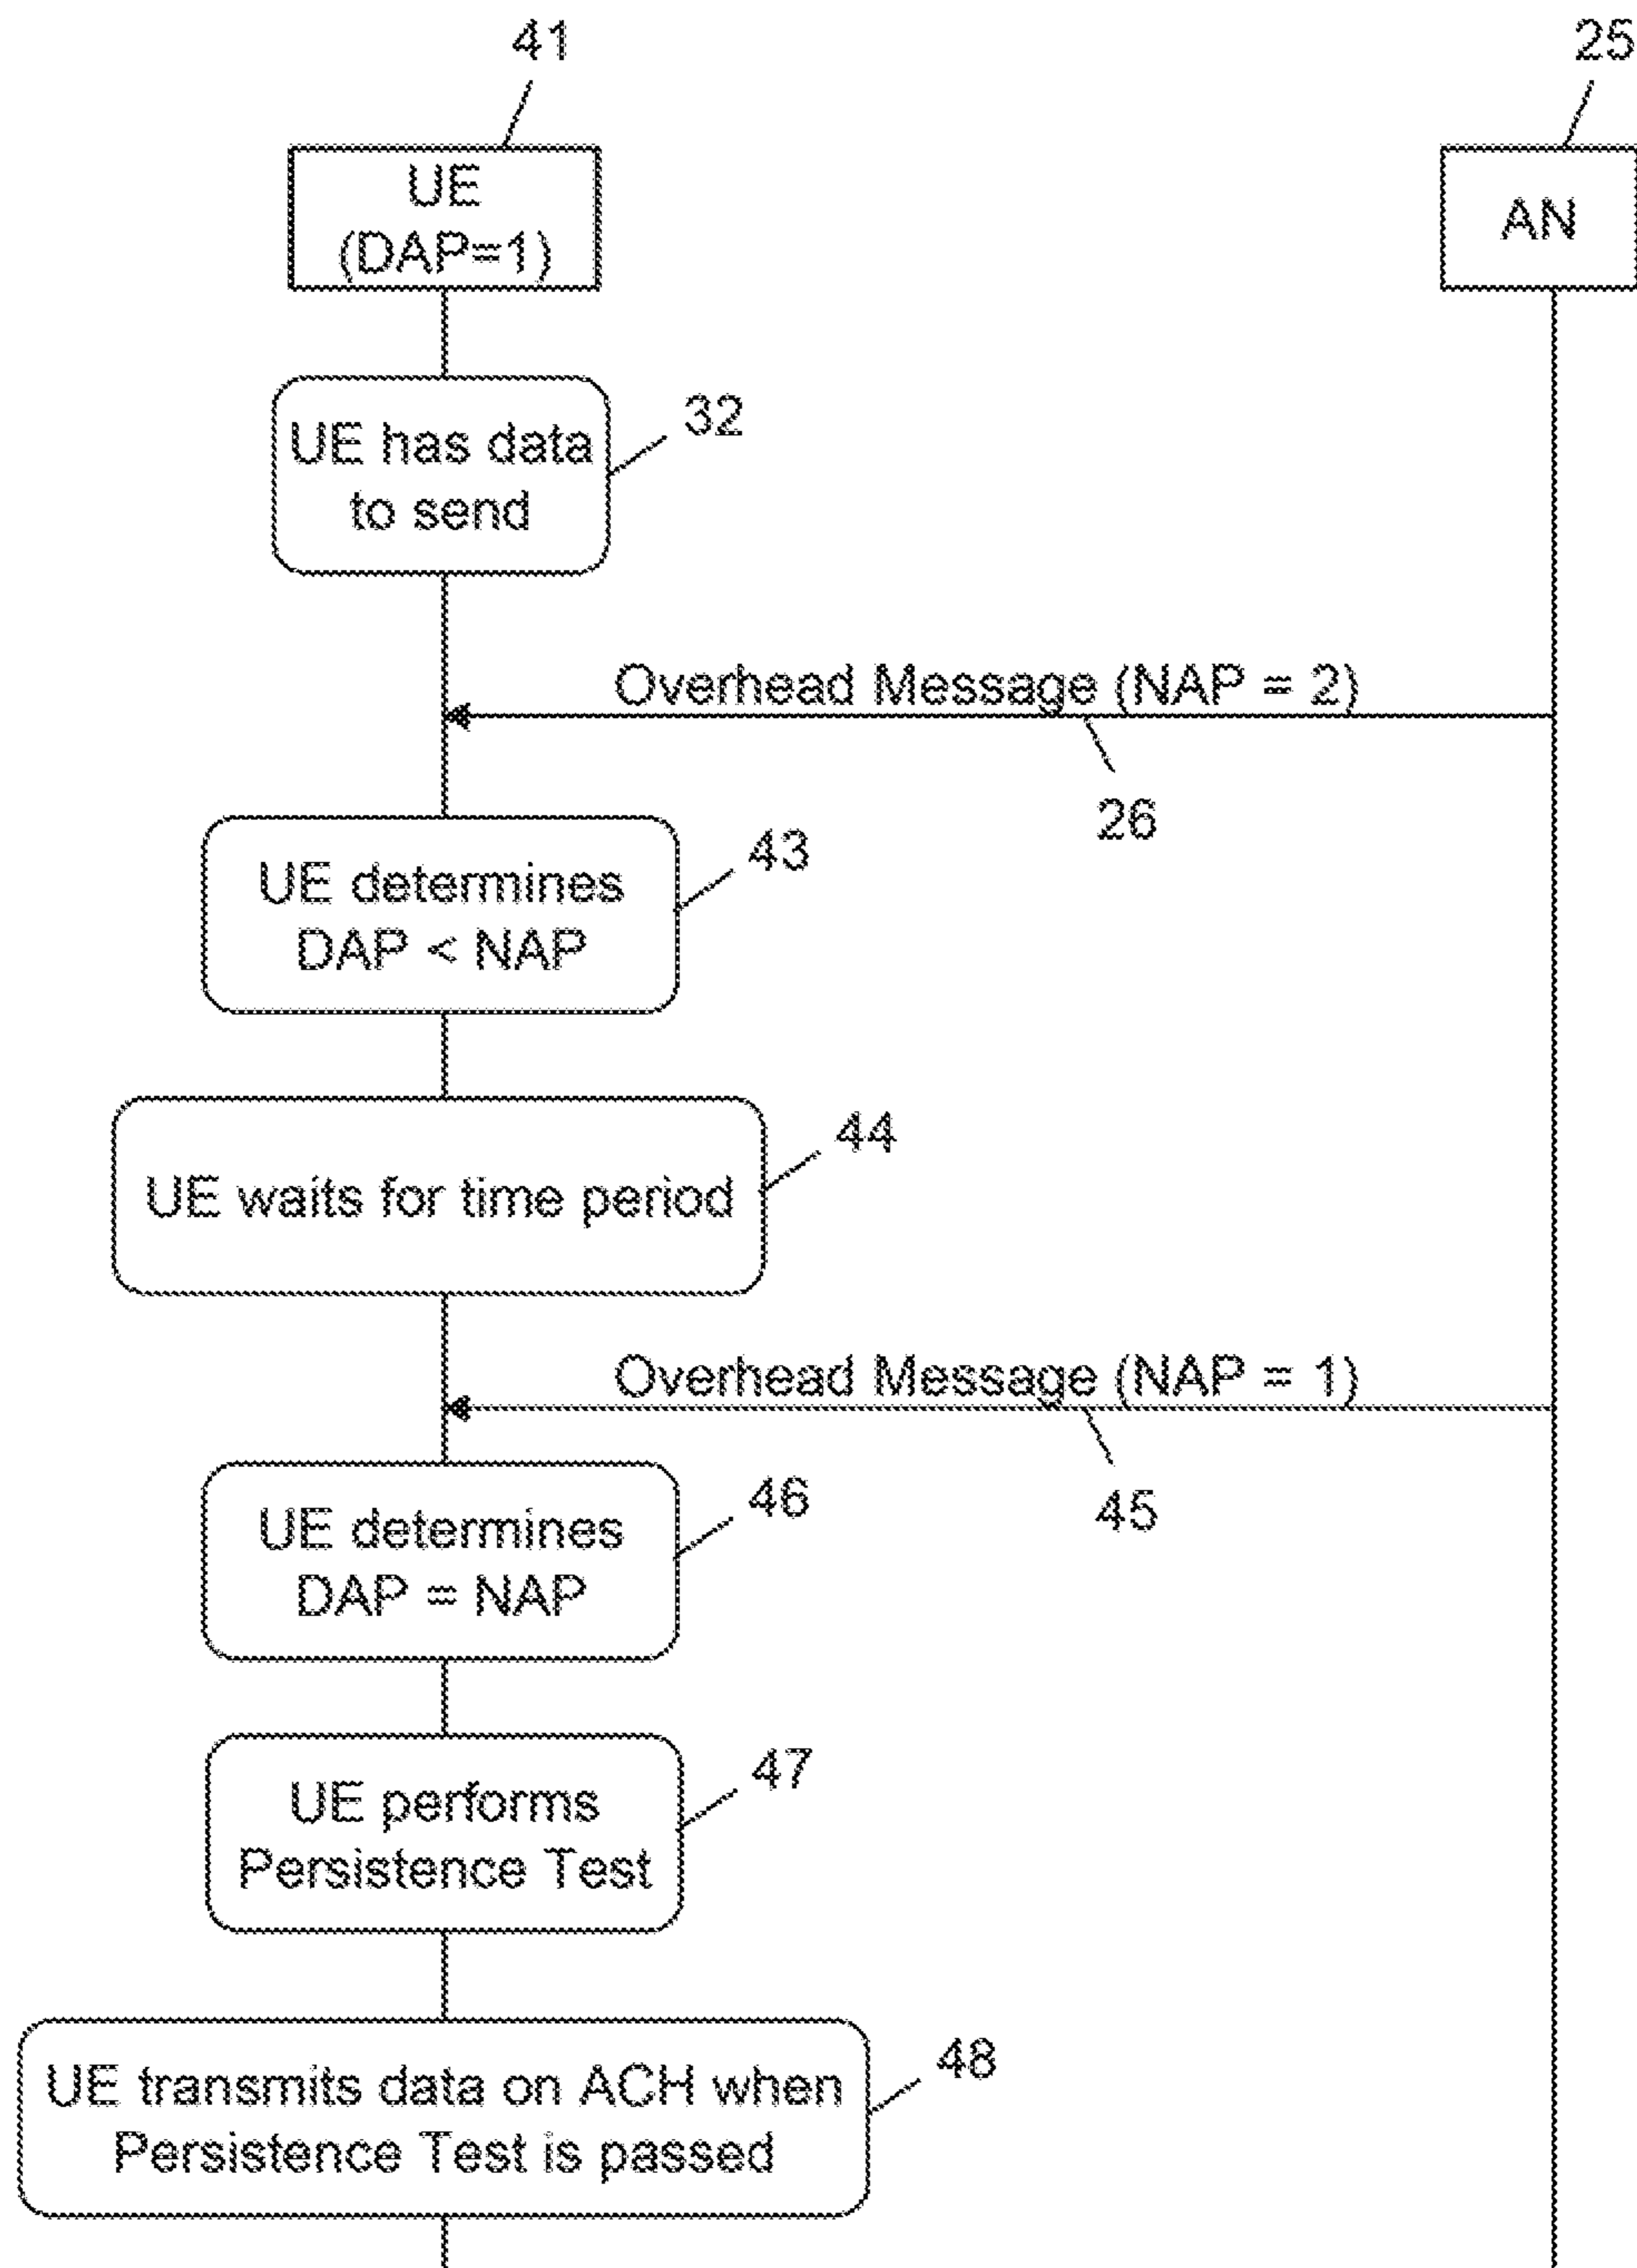 41
25
UE
(DAP=1)
AN
UE has data
to send
32
Overhead Message (NAP = 2)
26
UE determines
DAP < NAP
43
UE waits for time period
44
Overhead Message (NAP = 1)
45
UE determines
DAP = NAP
46
UE performs
Persistence Test
47
UE transmits data on ACH when
Persistence Test is passed
48